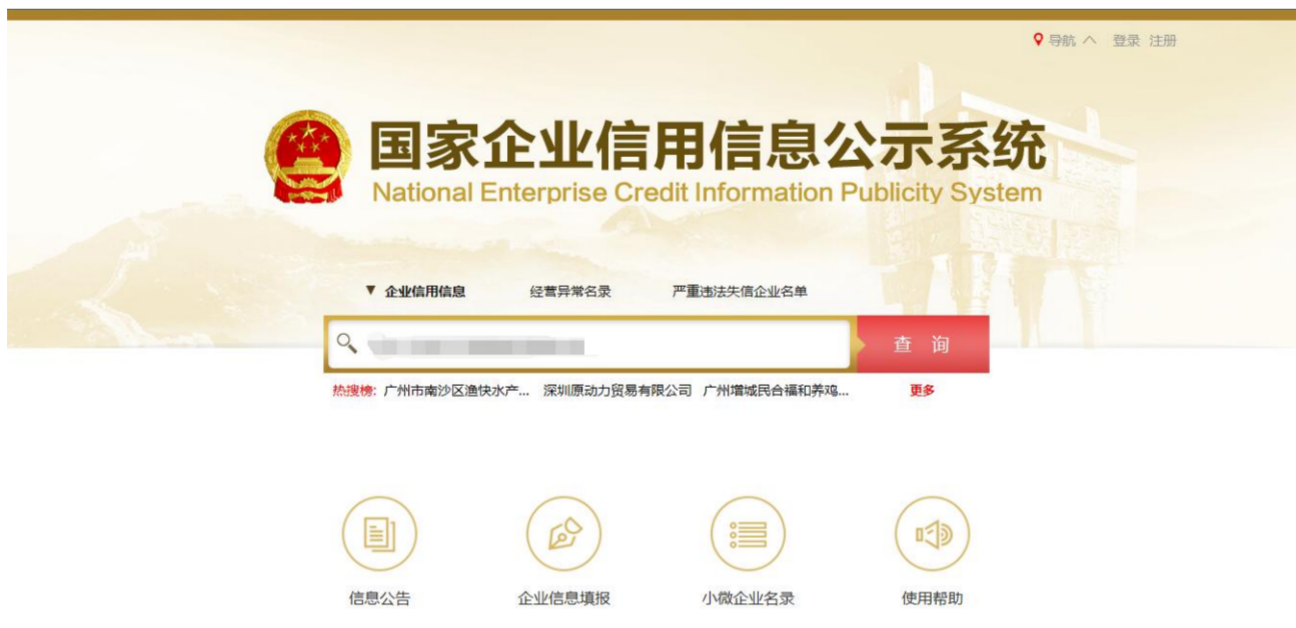 导航 登录 注册
国家企业信用信息公示系统
National Enterprise Credit Information Publicity System
▼ 企业信用信息 经营异常名录 严重违法失信企业名单
查 询
热搜榜: 广州市南沙区渔快水产... 深圳原动力贸易有限公司 广州增城民合福和养鸡... 更多
信息公告 企业信息填报 小微企业名录 使用帮助